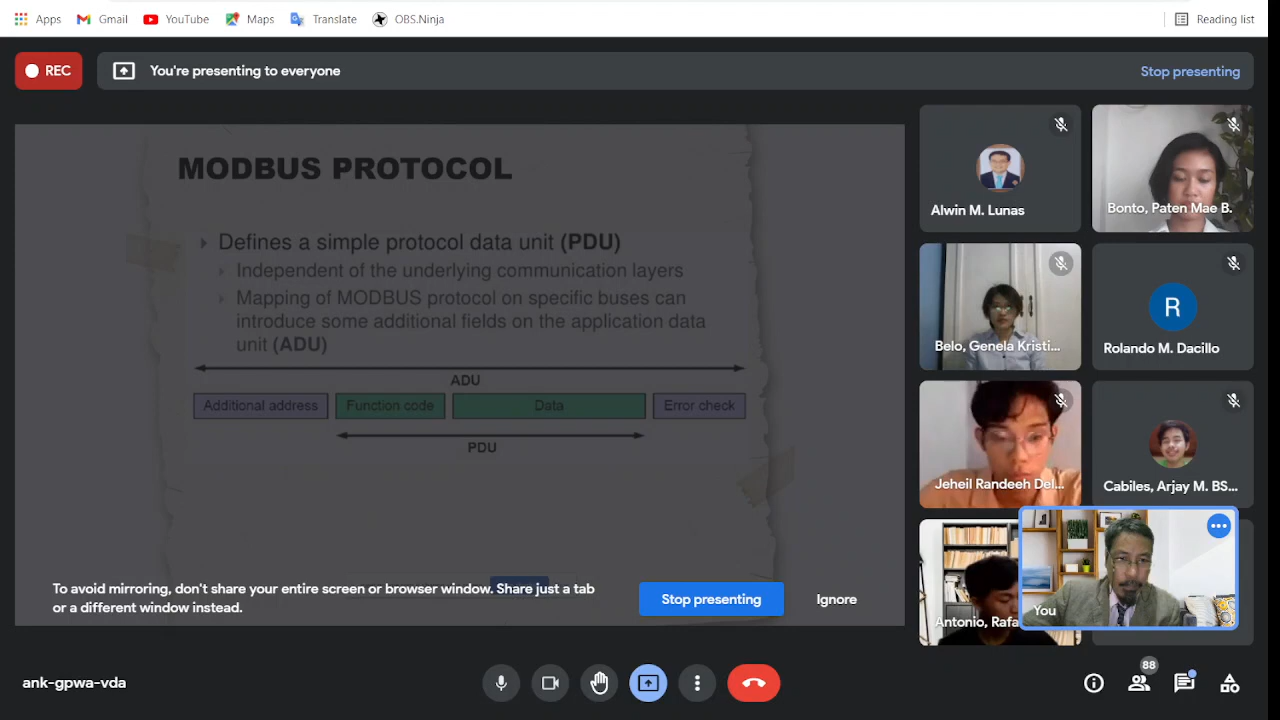 Apps Gmail YouTube Maps Translate OBS.Ninja Reading list
REC You're presenting to everyone Stop presenting
MODBUS PROTOCOL
Defines a simple protocol data unit (PDU)
Independent of the underlying communication layers
Mapping of MODBUS protocol on specific buses can
introduce some additional fields on the application data
unit (ADU)
ADU
Additional address Function code Data Error check
PDU
To avoid mirroring, don't share your entire screen or browser window. Share just a tab
or a different window instead.
Stop presenting Ignore
Alwin M. Lunas
Bonto, Paten Mae B.
Belo, Genela Kristi...
R
Rolando M. Dacillo
Jeheil Randeeh Del...
Cabiles, Arjay M. BS...
Antonio, Rafa
You
ank-gpwa-vda
88